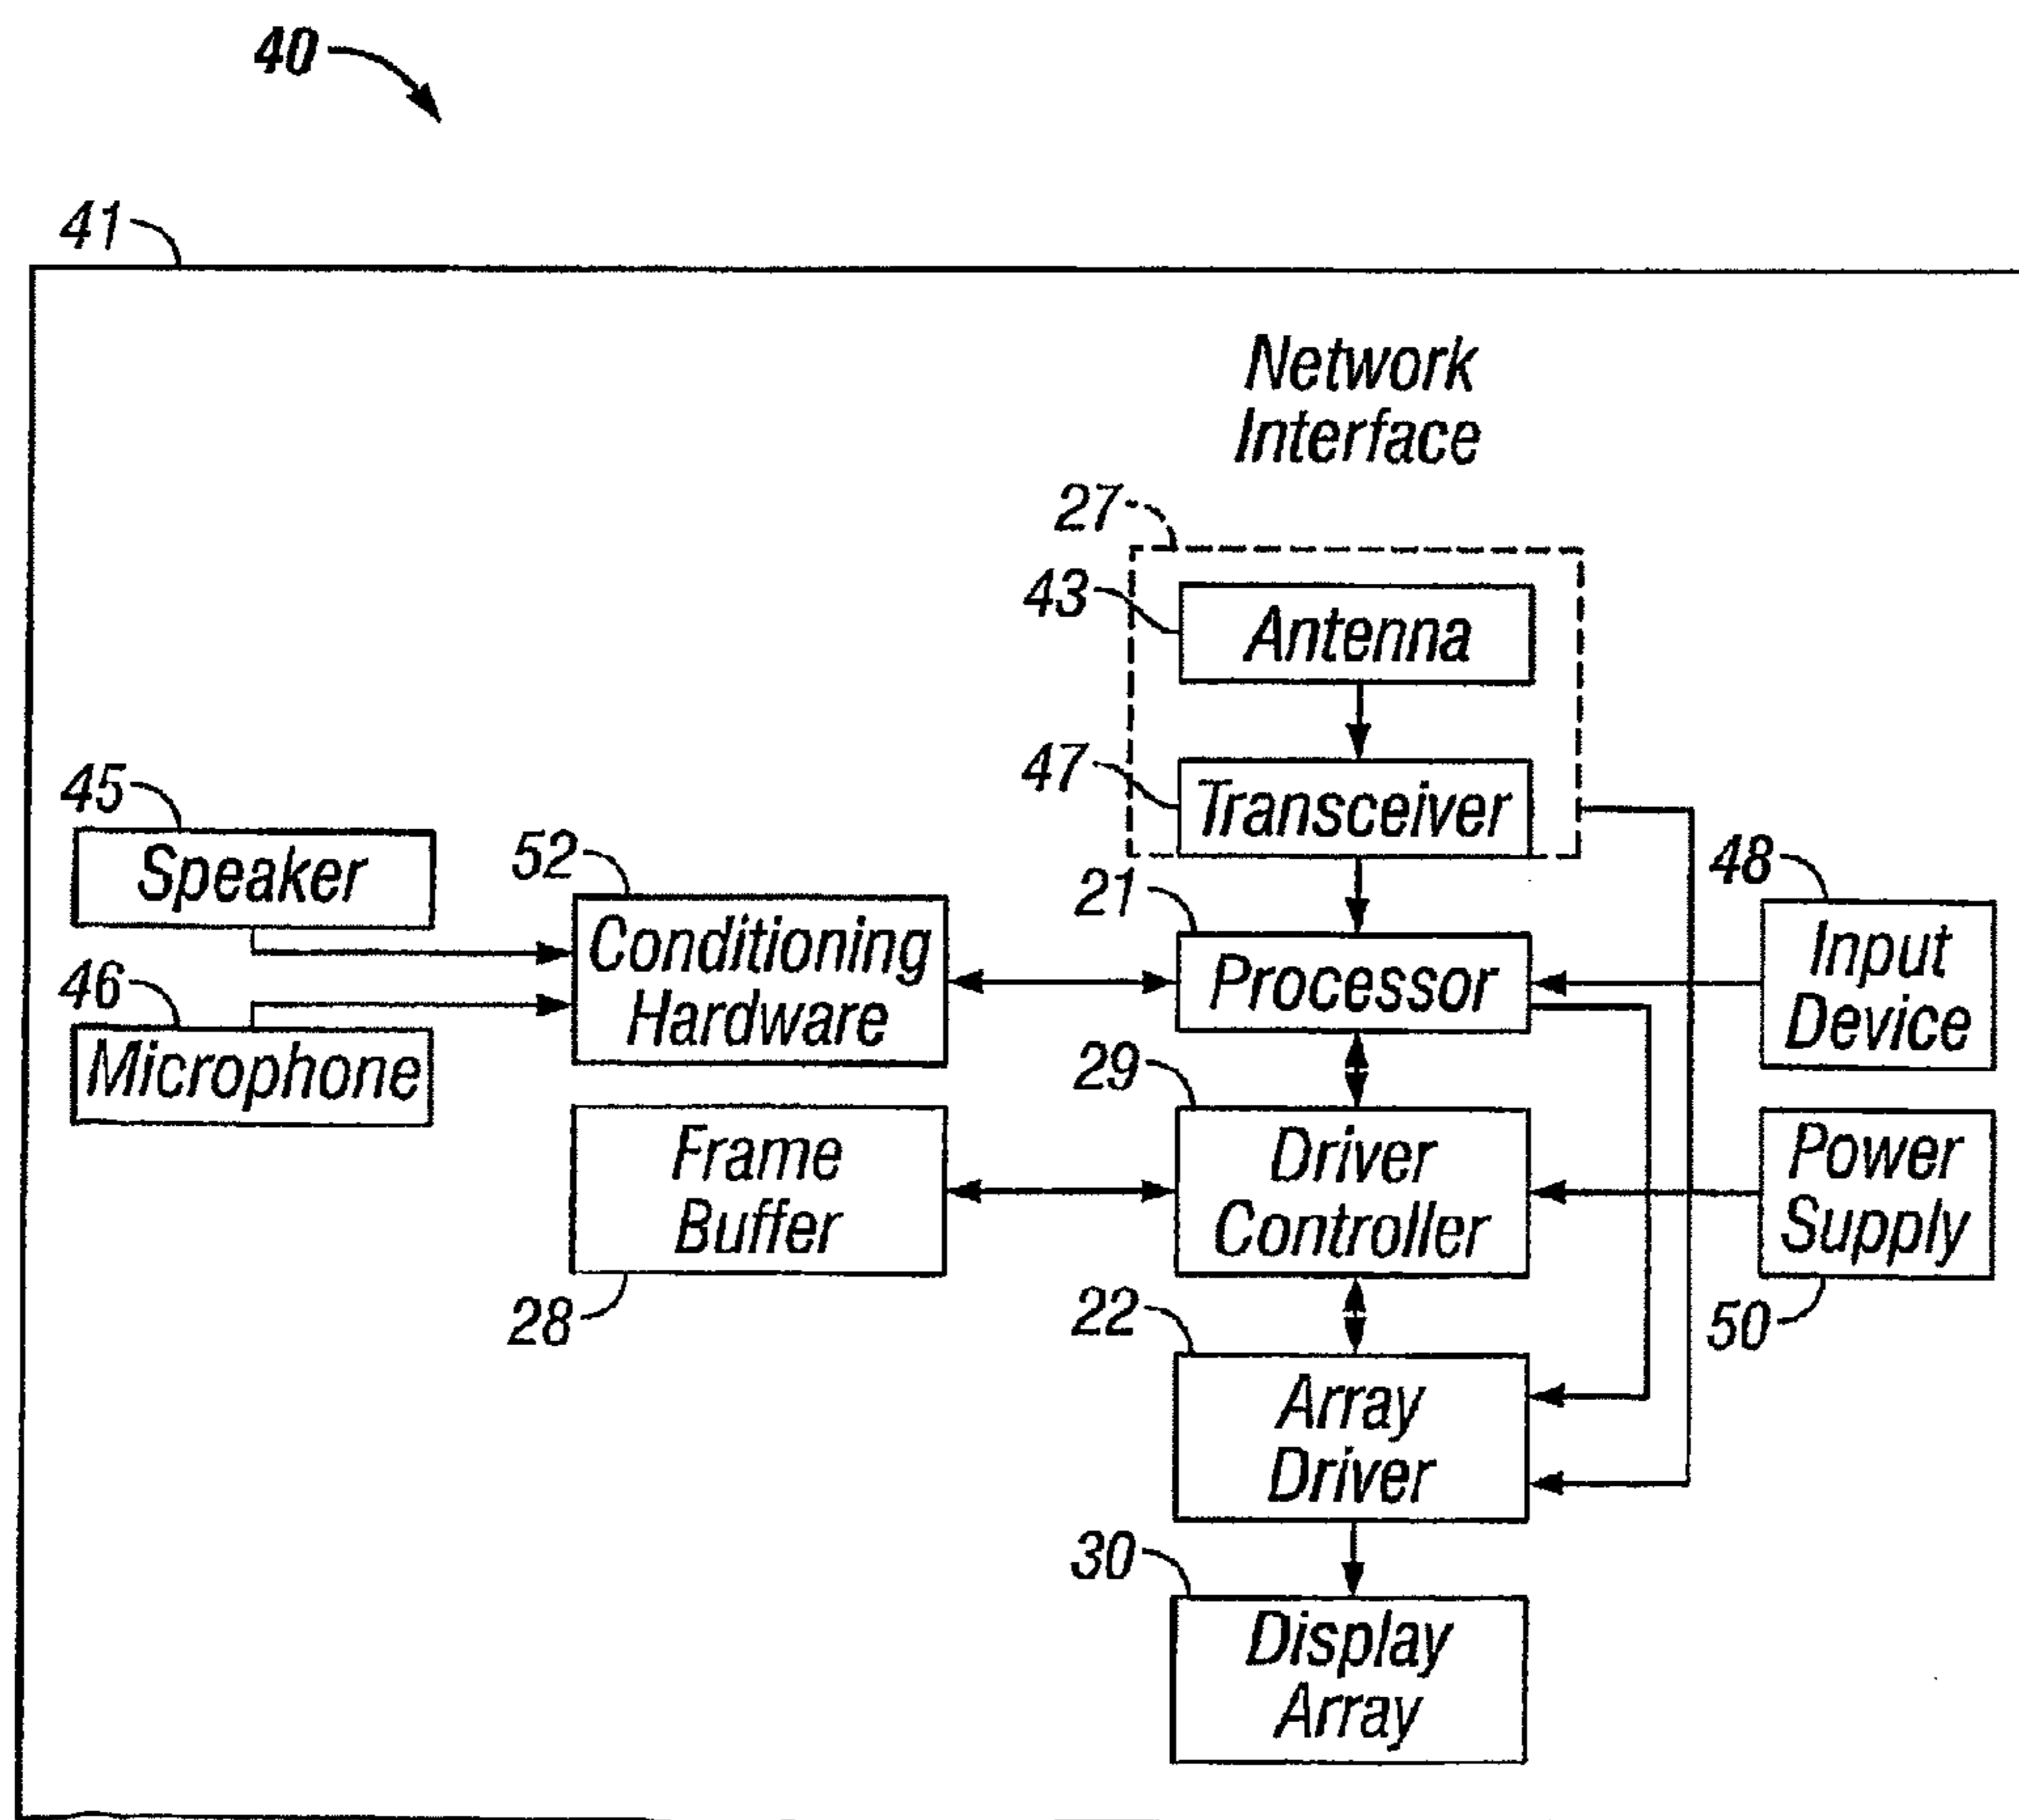 40
41
Network
Interface
27
43
Antenna
47
Transceiver
45
Speaker
52
Conditioning
Hardware
21
Processor
48
Input
Device
46
Microphone
29
Driver
Controller
Frame
Buffer
28
Power
Supply
50
22
Array
Driver
30
Display
Array